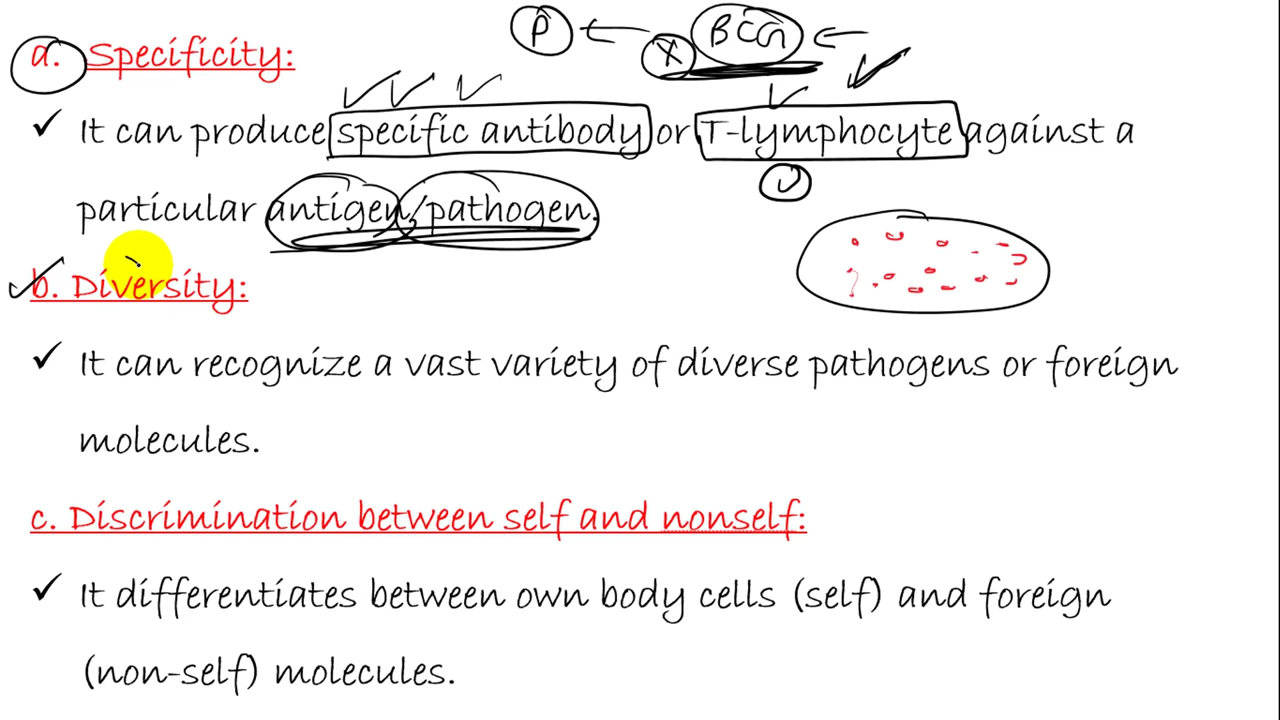 P ← X BCG ←
a. Specificity:
✓ It can produce specific antibody or T-lymphocyte against a
particular antigen/pathogen.
b. Diversity:
✓ It can recognize a vast variety of diverse pathogens or foreign
molecules.
c. Discrimination between self and nonself:
✓ It differentiates between own body cells (self) and foreign
(non-self) molecules.